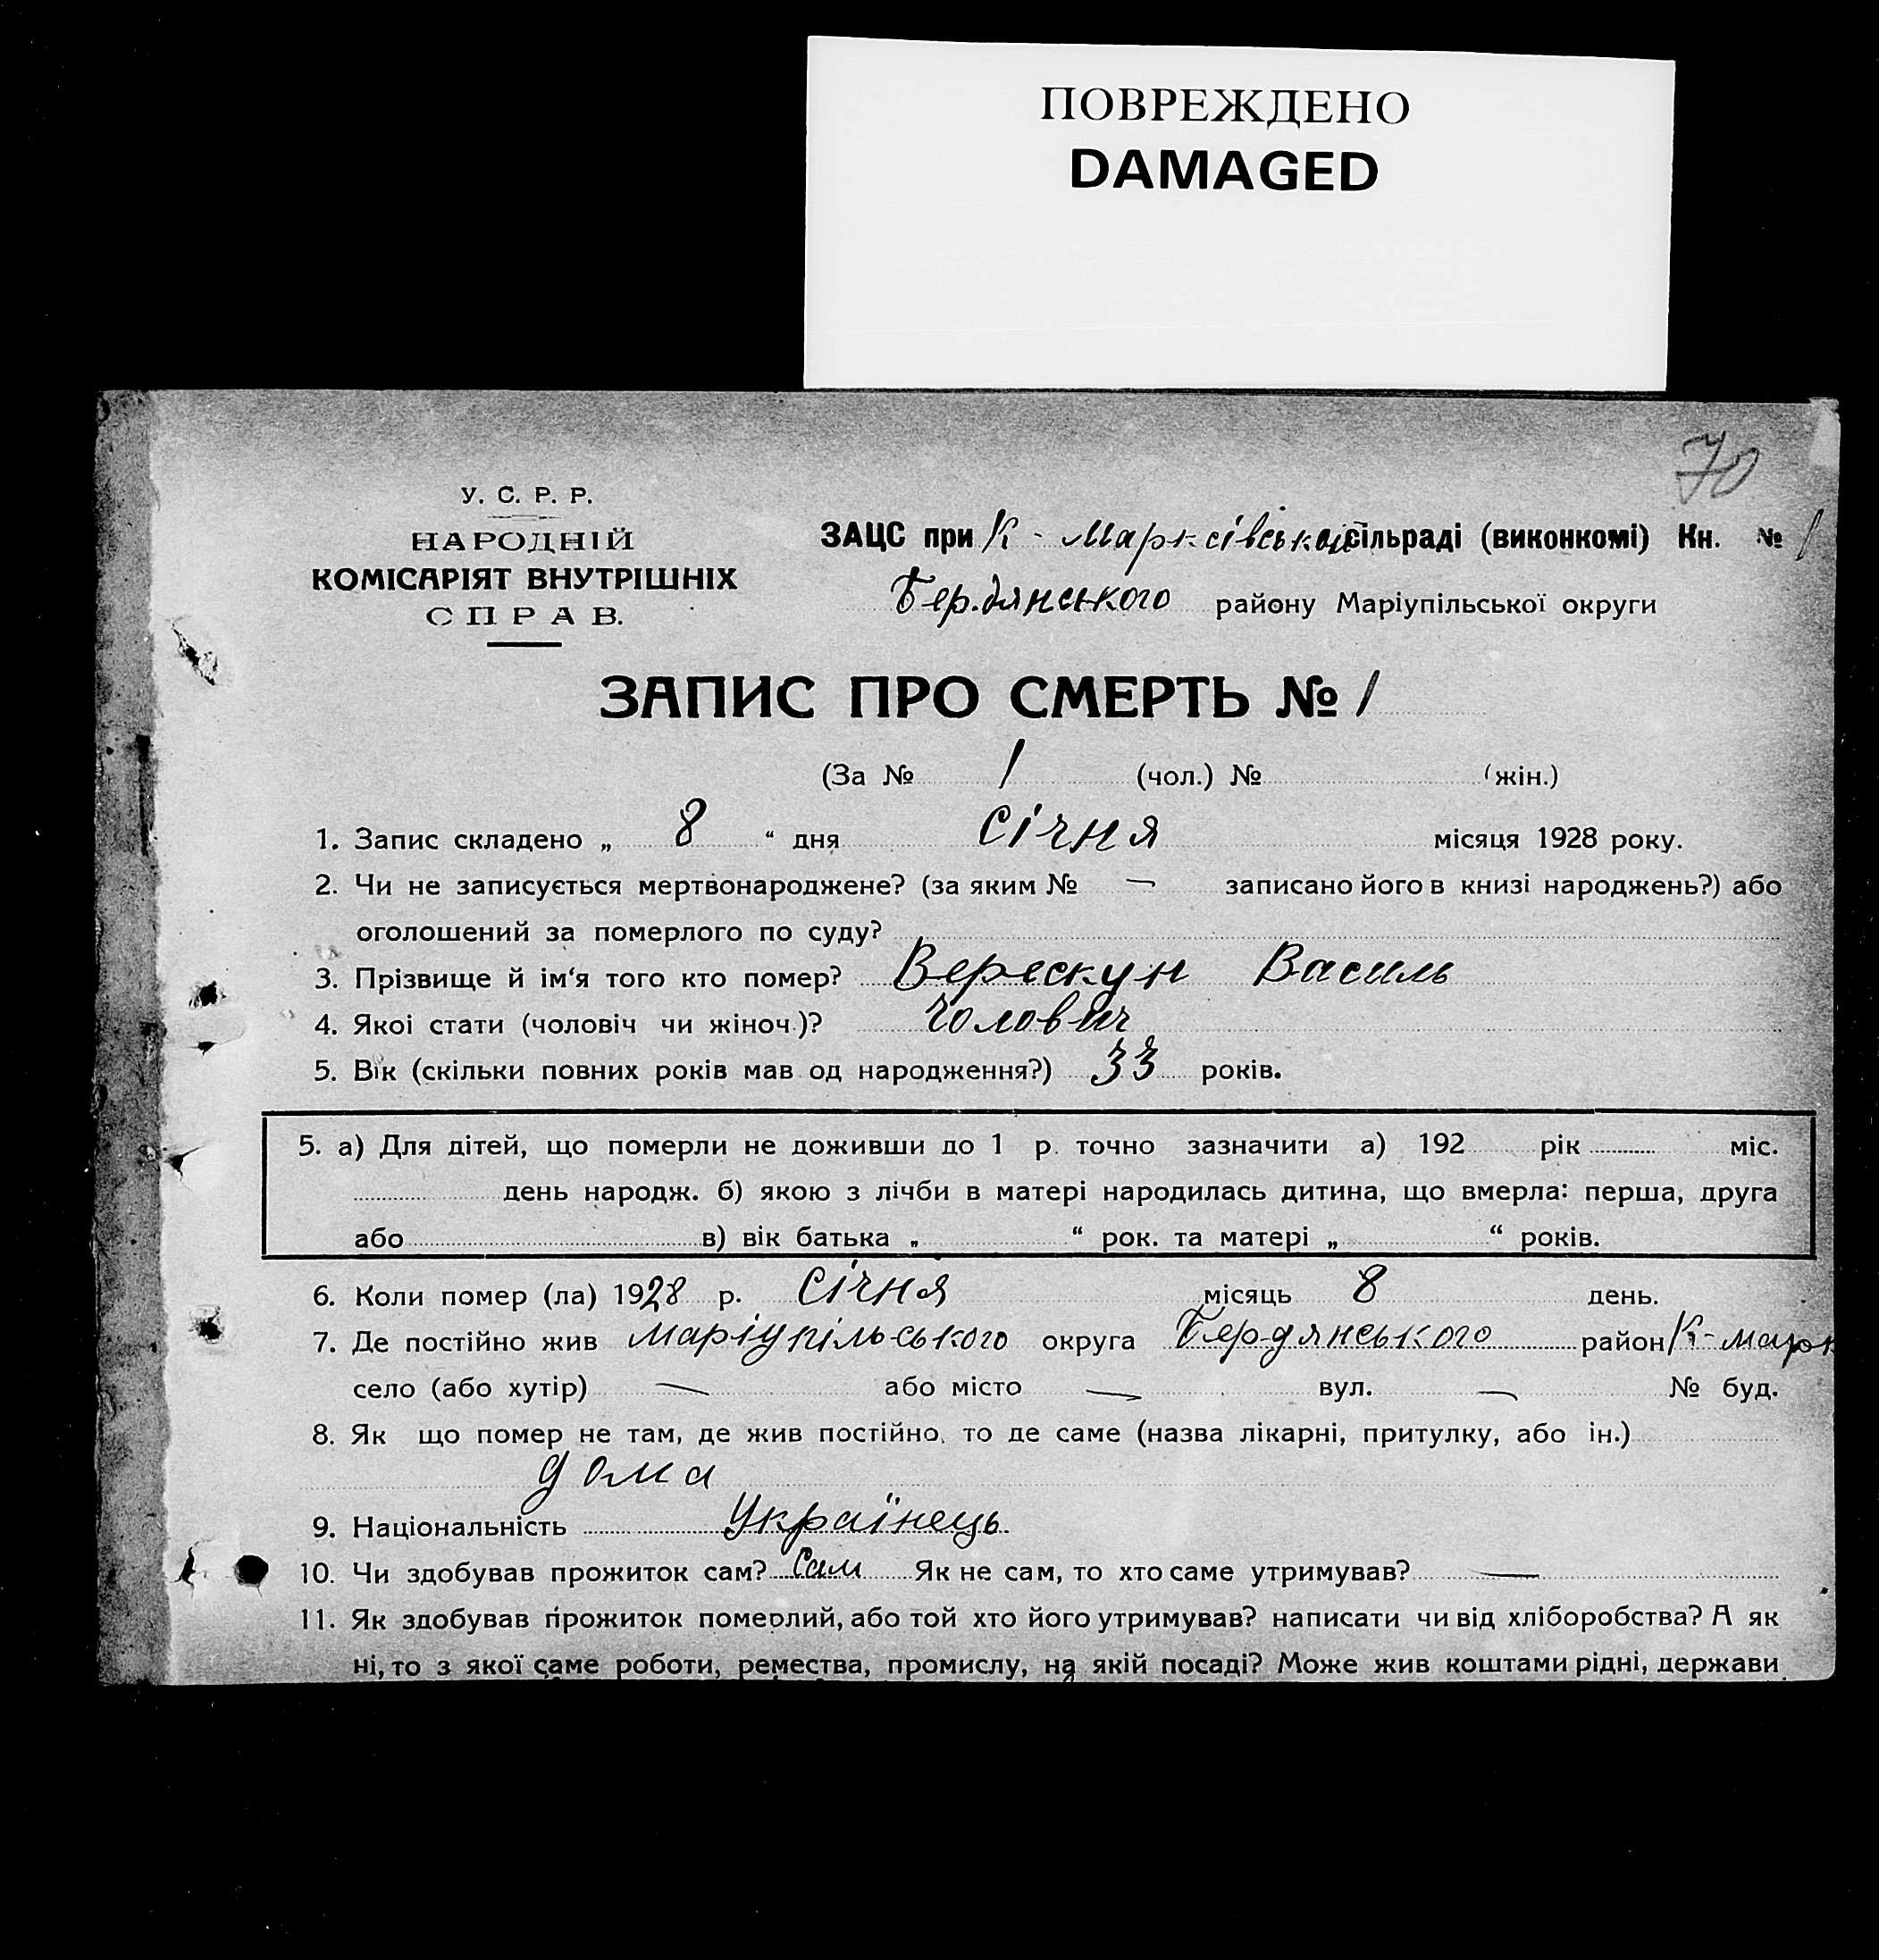 ПОВРЕЖДЕНО
DAMAGED
70
У. С. Р. Р.
НАРОДНІЙ
КОМІСАРІЯТ ВНУТРІШНІХ
СПРАВ.
ЗАЦС при К - Марксівської сільраді (виконкомі) Кн. № 1
Бердянського району Маріупільської округи
ЗАПИС ПРО СМЕРТЬ № 1
(За № 1 (чол.) № (жін.)
1. Запис складено „ 8 “ дня Січня місяця 1928 року.
2. Чи не записується мертвонароджене? (за яким № — записано його в книзі народжень?) або
оголошений за померлого по суду?
3. Прізвище й ім‘я того кто помер? Верескун Василь
4. Якоі стати (чоловіч чи жіноч.)? Чоловіч
5. Вік (скільки повних років мав од народження?) 33 років.
5. а) Для дітей, що померли не доживши до 1 р. точно зазначити а) 192 рік міс.
день народж. б) якою з лічби в матері народилась дитина, що вмерла: перша, друга
або в) вік батька „ “ рок. та матері „ “ років.
6. Коли помер (ла) 1928 р. Січня місяць 8 день.
7. Де постійно жив Маріупільського округа Бердянського район К-Марк
село (або хутір) — або місто — вул. — № буд.
8. Як що помер не там, де жив постійно, то де саме (назва лікарні, притулку, або ін.)
дома
9. Національність Українець
10. Чи здобував прожиток сам? Сам Як не сам, то хто саме утримував? —
11. Як здобував прожиток померлий, або той хто його утримував? написати чи від хліборобства? А як
ні, то з якої саме роботи, ремества, промислу, на якій посаді? Може жив коштами рідні, держави